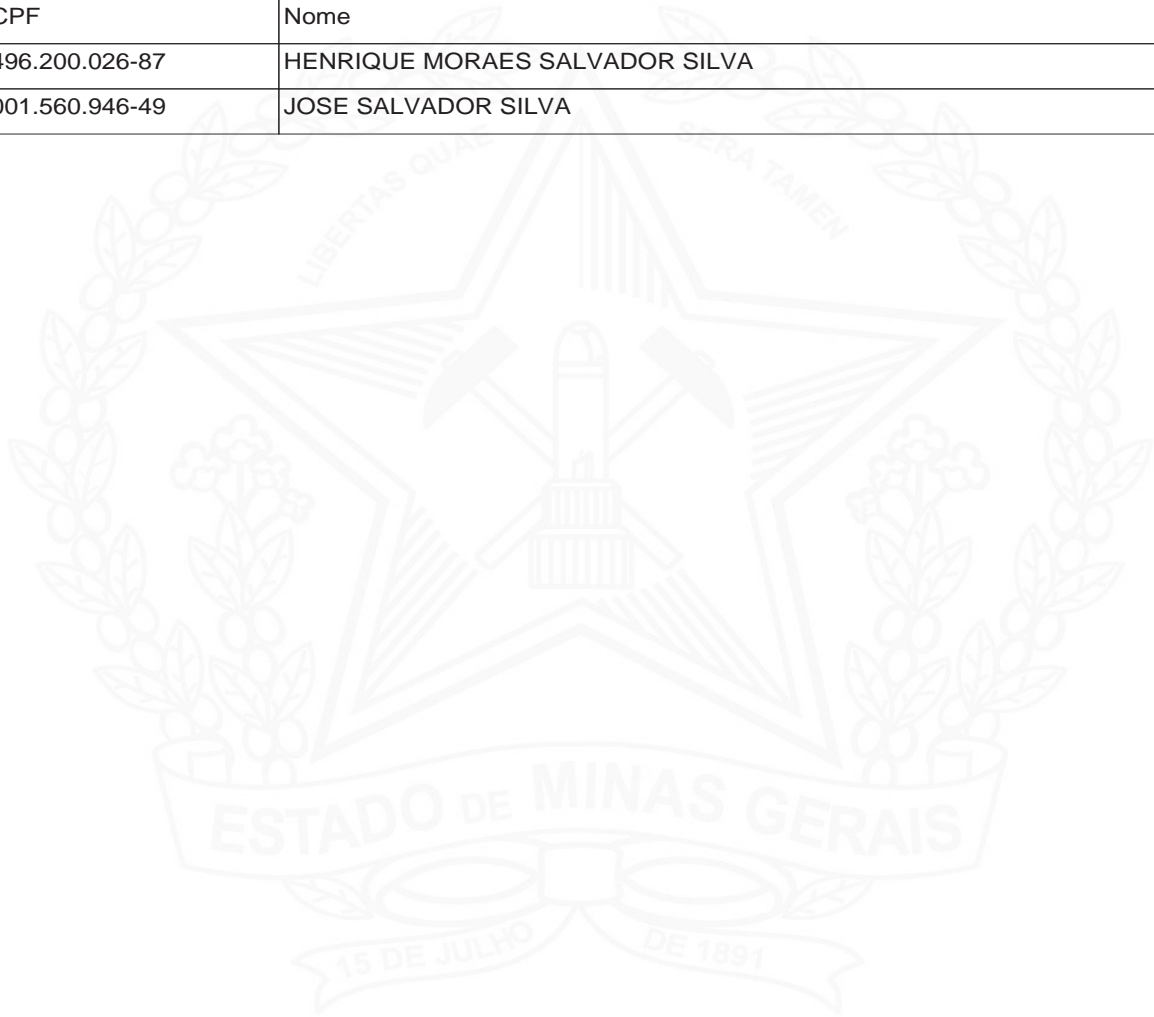 CPF Nome
496.200.026-87 HENRIQUE MORAES SALVADOR SILVA
001.560.946-49 JOSE SALVADOR SILVA
LIBERTAS QUAE SERA TAMEN
ESTADO DE MINAS GERAIS
15 DE JULHO DE 1891